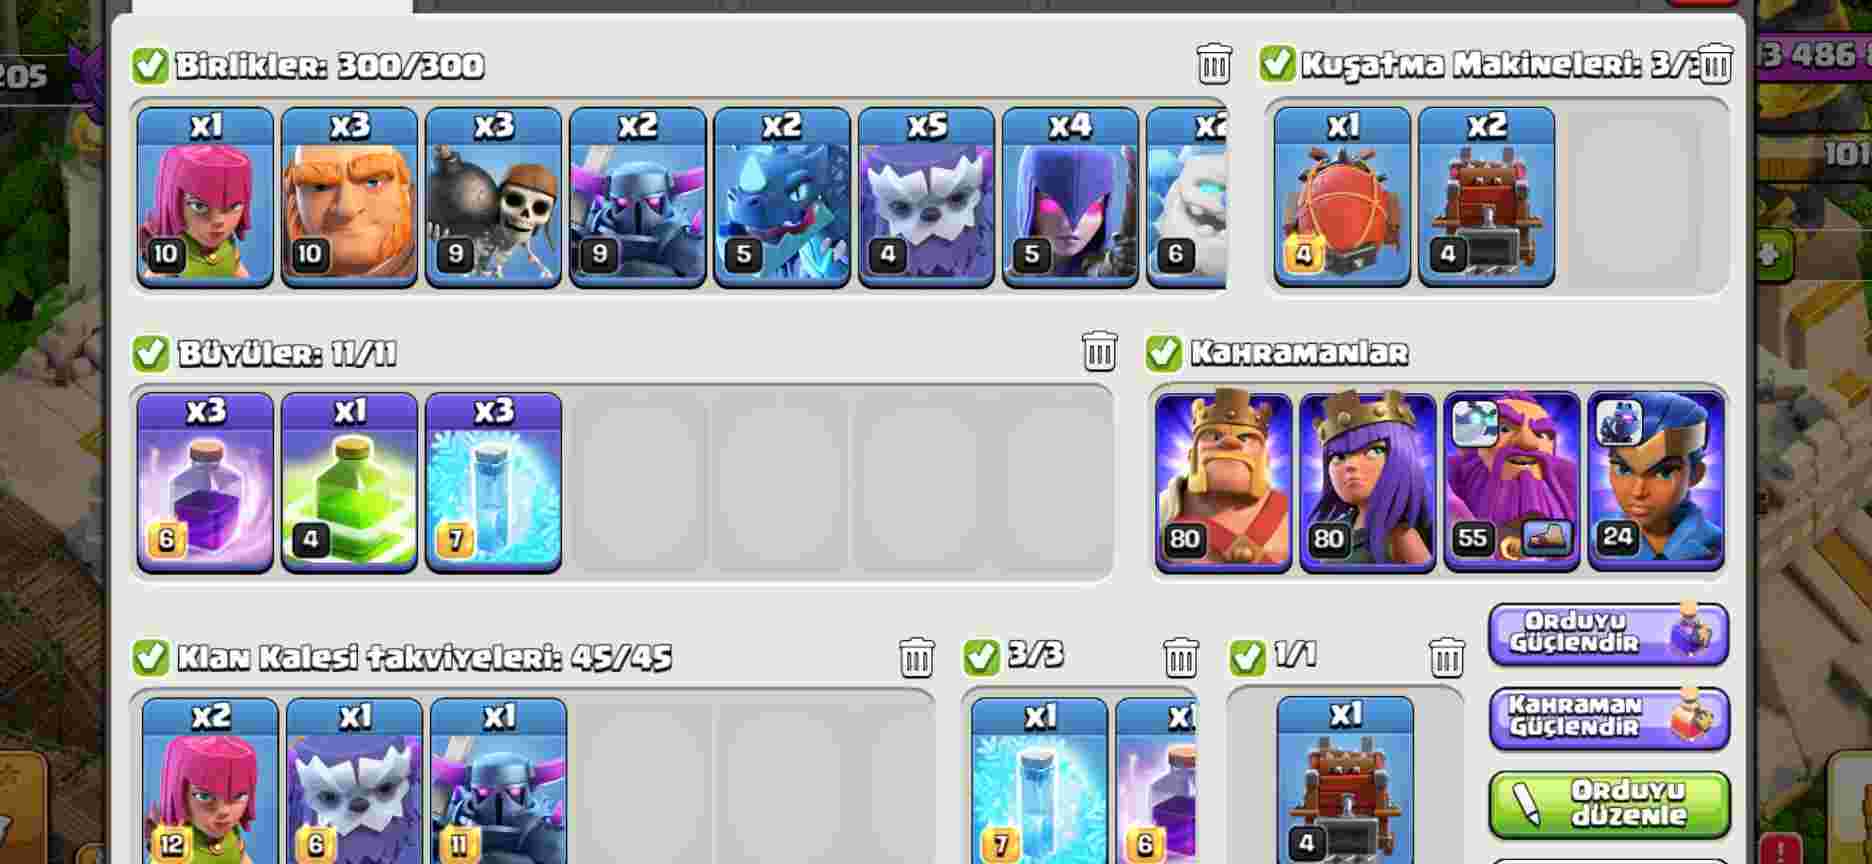 205
Birlikler: 300/300
Kuşatma Makineleri: 3/3
13 486
x1 x3 x3 x2 x2 x5 x4 x2
x1 x2
101
10 10 9 9 5 4 5 6
4 4
Büyüler: 11/11
Kahramanlar
x3 x1 x3
6 4 7
80 80 55 24
Klan Kalesi takviyeleri: 45/45
3/3
1/1
Orduyu
Güçlendir
x2 x1 x1
x1 x1
x1
Kahraman
Güçlendir
Orduyu
düzenle
12 6 11
7 6
4
!